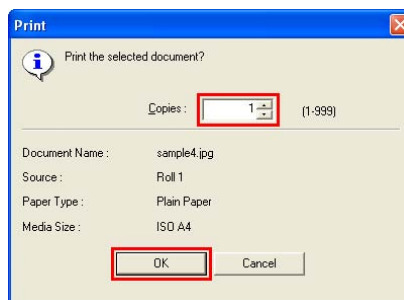 Print
Print the selected document?
Copies : 1 (1-999)
Document Name : sample4.jpg
Source : Roll 1
Paper Type : Plain Paper
Media Size : ISO A4
OK Cancel